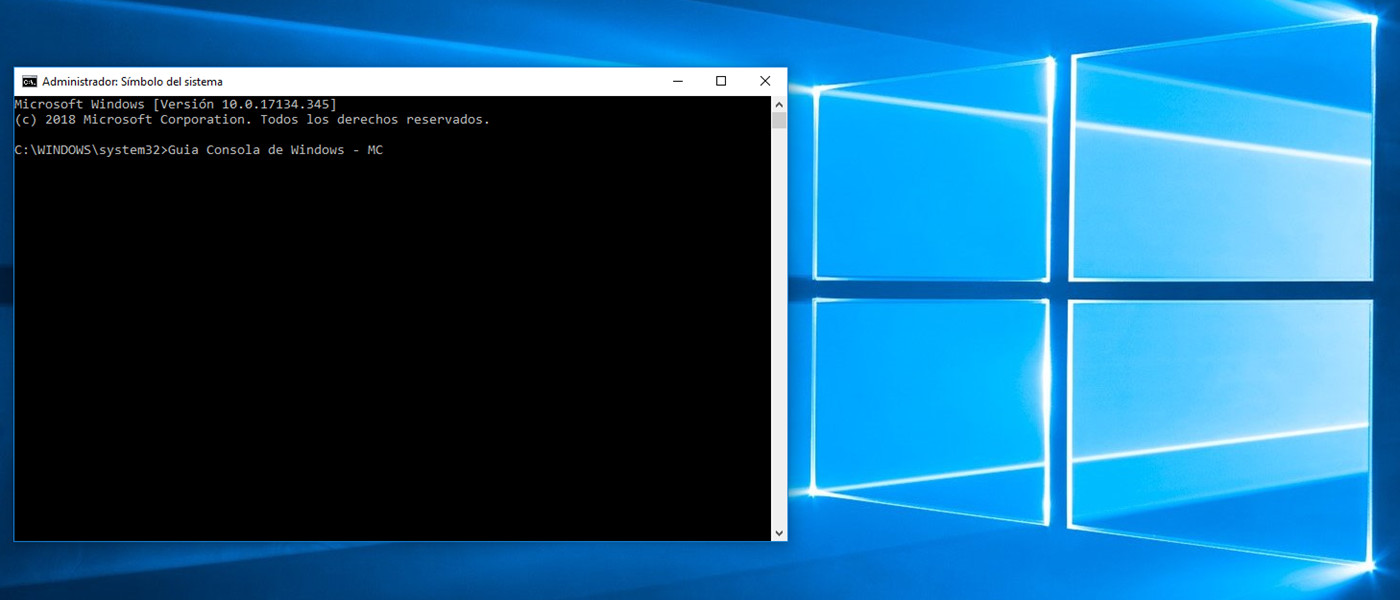 Administrador: Símbolo del sistema
Microsoft Windows [Versión 10.0.17134.345]
(c) 2018 Microsoft Corporation. Todos los derechos reservados.
C:\WINDOWS\system32>Guia Consola de Windows - MC